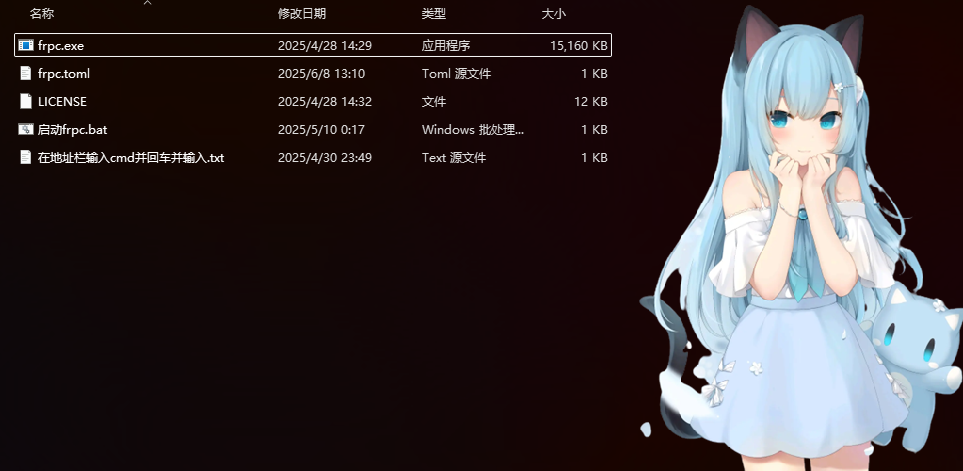 名称 修改日期 类型 大小
frpc.exe 2025/4/28 14:29 应用程序 15,160 KB
frpc.toml 2025/6/8 13:10 Toml 源文件 1 KB
LICENSE 2025/4/28 14:32 文件 12 KB
启动frpc.bat 2025/5/10 0:17 Windows 批处理... 1 KB
在地址栏输入cmd并回车并输入.txt 2025/4/30 23:49 Text 源文件 1 KB